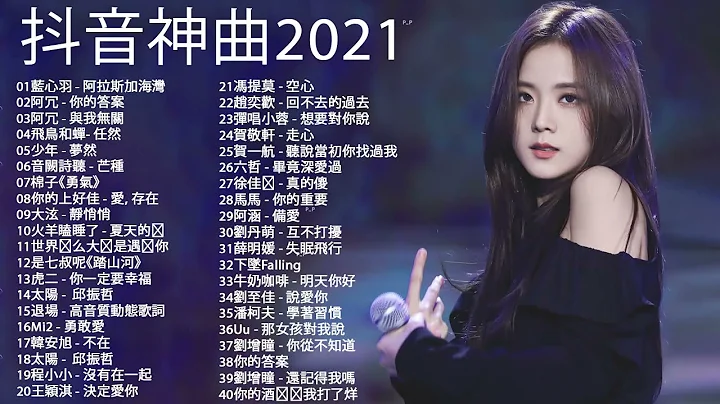 抖音神曲2021
P_P
01藍心羽 - 阿拉斯加海灣
02阿冗 - 你的答案
03阿冗 - 與我無關
04飛鳥和蟬- 任然
05少年 - 夢然
06音闕詩聽 - 芒種
07棉子《勇氣》
08你的上好佳 - 愛, 存在
09大泫 - 靜悄悄
10火羊瞌睡了 - 夏天的
11世界 么大 是遇 你
12是七叔呢《踏山河》
13虎二 - 你一定要幸福
14太陽 - 邱振哲
15退場 - 高音質動態歌詞
16Mi2 - 勇敢愛
17韓安旭 - 不在
18太陽 - 邱振哲
19程小小 - 沒有在一起
20王穎淇 - 決定愛你
21馮提莫 - 空心
22趙奕歡 - 回不去的過去
23彈唱小蓉 - 想要對你說
24賀敬軒 - 走心
25賀一航 - 聽說當初你找過我
26六哲 - 畢竟深愛過
27徐佳 - 真的傻
28馬馬 - 你的重要
29阿涵 - 備愛
P_P
30劉丹萌 - 互不打擾
31薛明媛 - 失眠飛行
32下墜Falling
33牛奶咖啡 - 明天你好
34劉至佳 - 說愛你
35潘柯夫 - 學著習慣
36Uu - 那女孩對我說
37劉增瞳 - 你從不知道
38你的答案
39劉增瞳 - 還記得我嗎
40你的酒 我打了烊